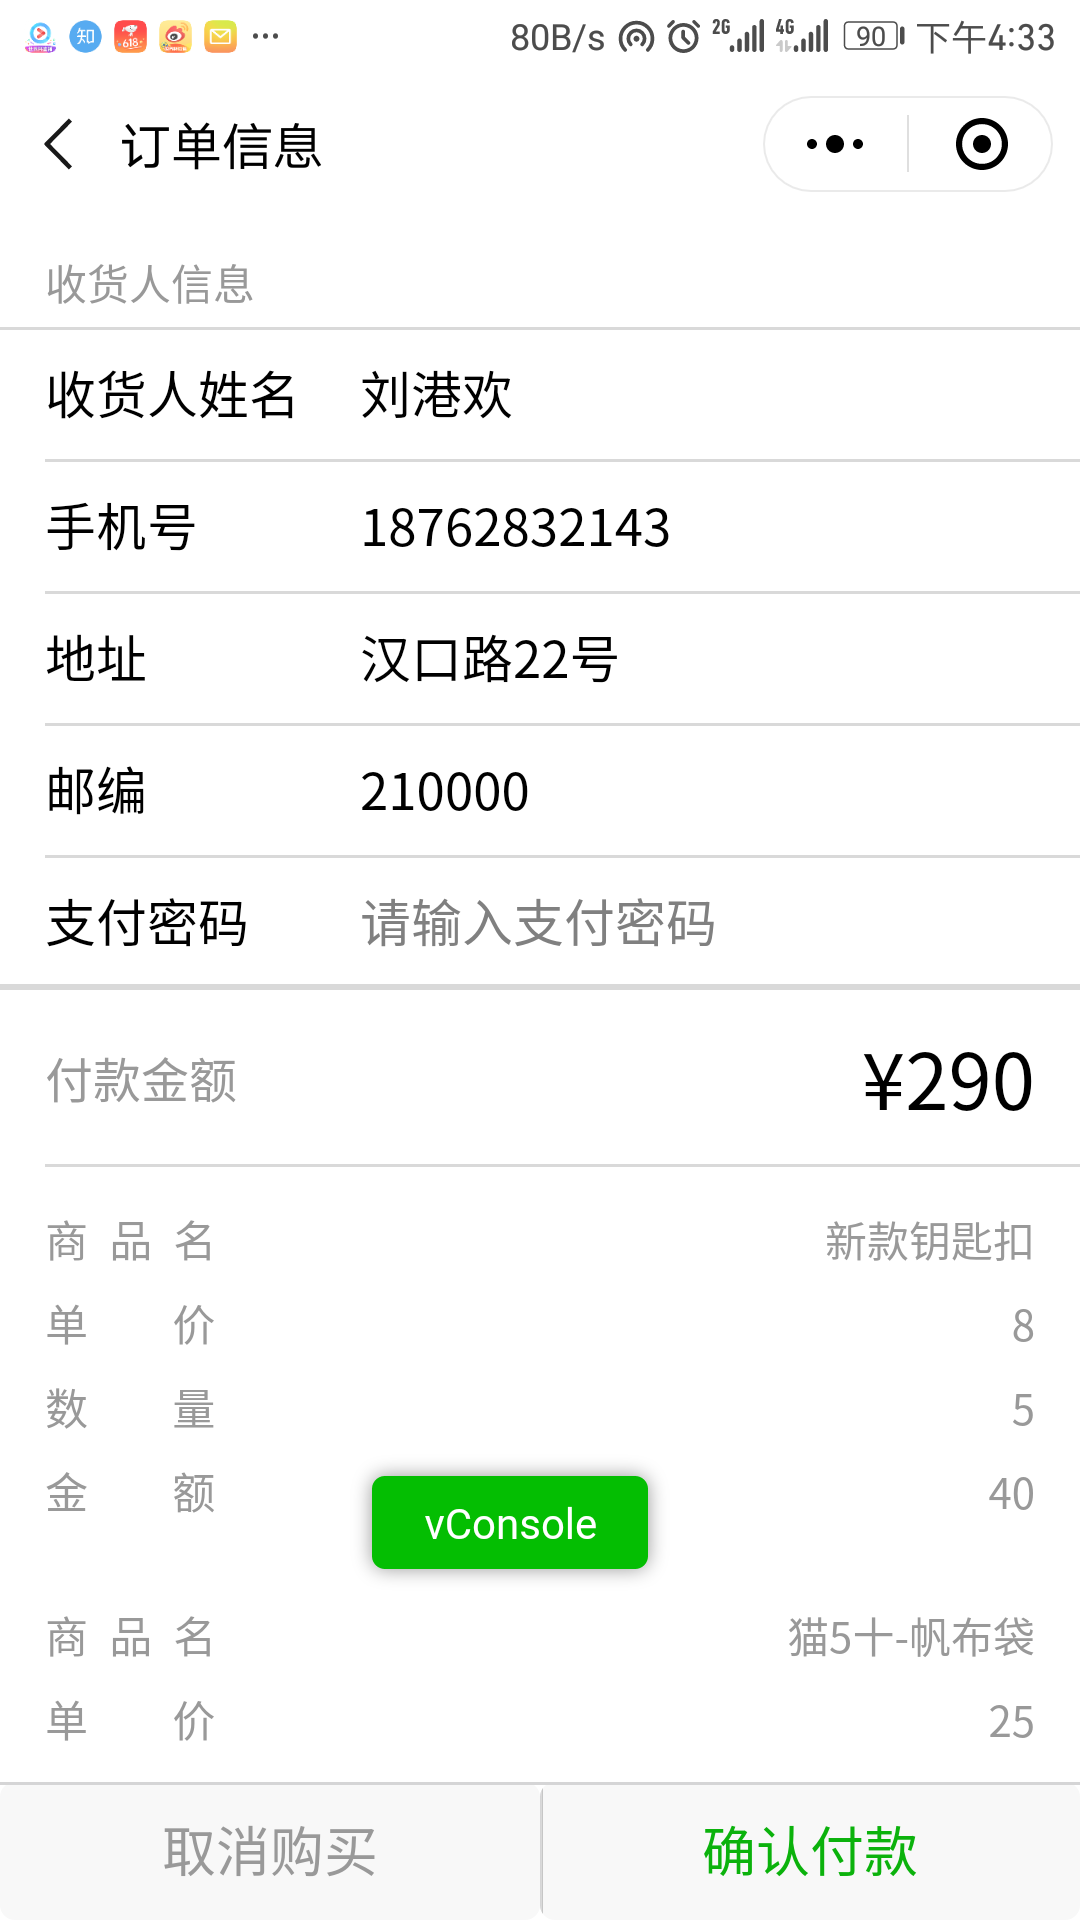 80B/s 2G 4G 90 下午4:33
订单信息
收货人信息
收货人姓名 刘港欢
手机号 18762832143
地址 汉口路22号
邮编 210000
支付密码 请输入支付密码
付款金额 ¥290
商品名 新款钥匙扣
单价 8
数量 5
金额 40
vConsole
商品名 猫5十-帆布袋
单价 25
取消购买 确认付款